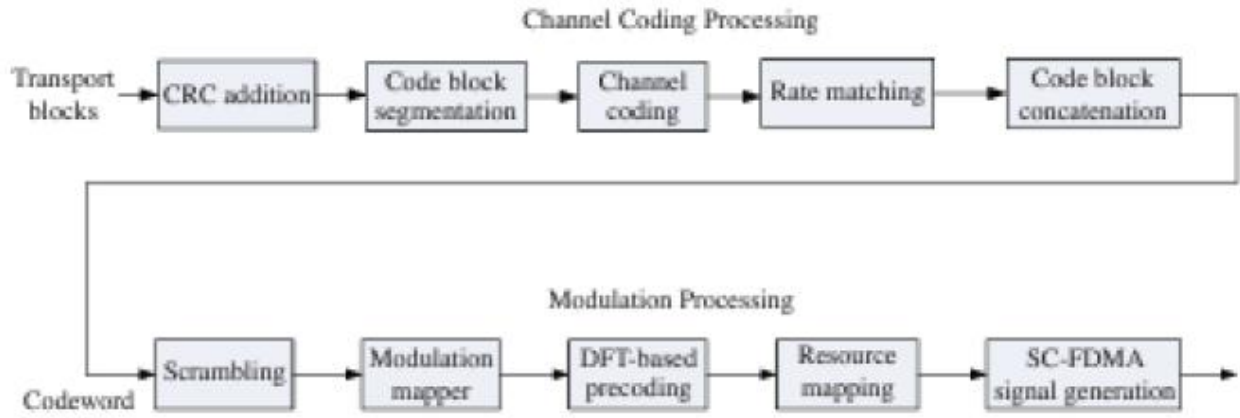 Channel Coding Processing
Transport
blocks
CRC addition
Code block
segmentation
Channel
coding
Rate matching
Code block
concatenation
Modulation Processing
Codeword
Scrambling
Modulation
mapper
DFT-based
precoding
Resource
mapping
SC-FDMA
signal generation